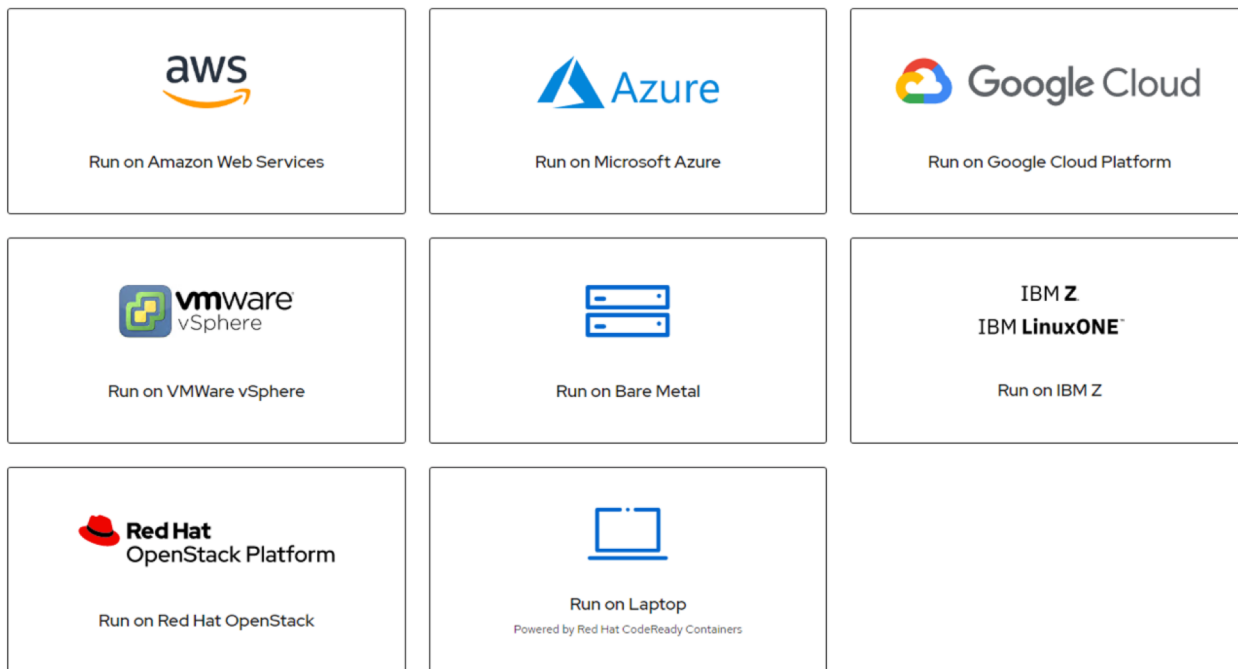 aws
Run on Amazon Web Services
Azure
Run on Microsoft Azure
Google Cloud
Run on Google Cloud Platform
vmware
vSphere
Run on VMWare vSphere
Run on Bare Metal
IBM Z
IBM LinuxONE™
Run on IBM Z
Red Hat
OpenStack Platform
Run on Red Hat OpenStack
Run on Laptop
Powered by Red Hat CodeReady Containers